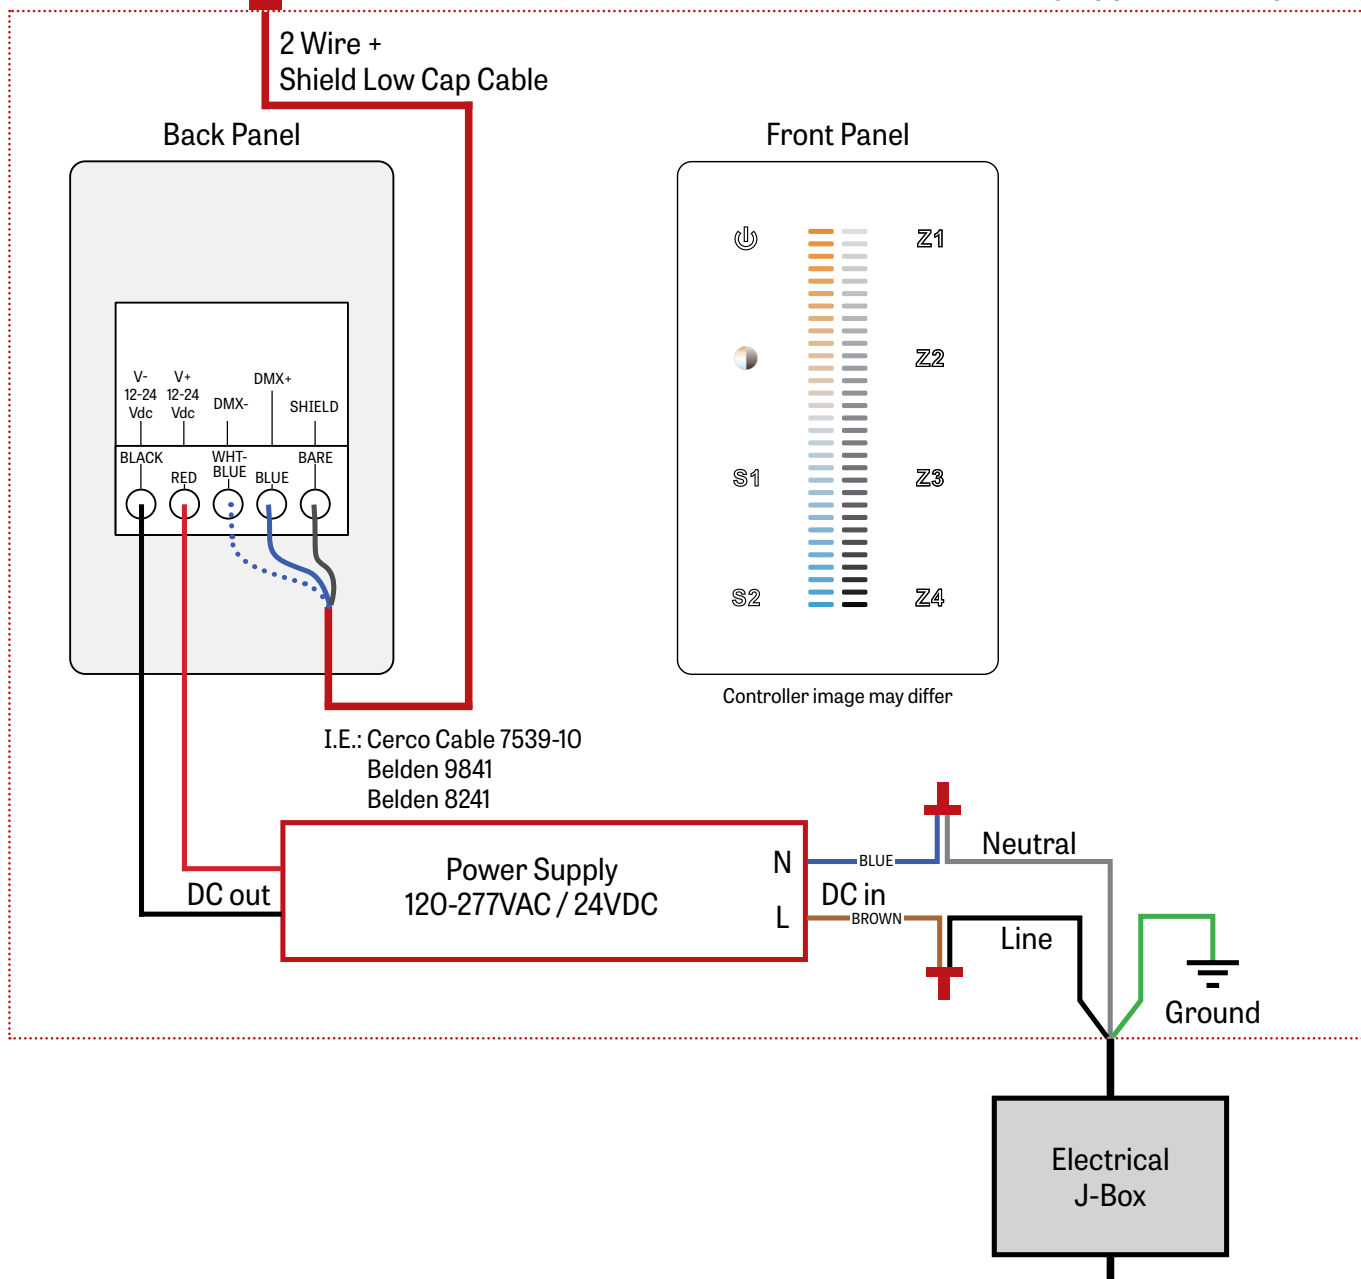 2 Wire +
Shield Low Cap Cable
Back Panel
Front Panel
V-
12-24
Vdc
V+
12-24
Vdc
DMX-
DMX+
SHIELD
BLACK
RED
WHT-
BLUE
BLUE
BARE
Z1
Z2
S1
Z3
S2
Z4
Controller image may differ
I.E.: Cerco Cable 7539-10
Belden 9841
Belden 8241
Power Supply
120-277VAC / 24VDC
DC out
N
L
BLUE
DC in
BROWN
Neutral
Line
Ground
Electrical
J-Box